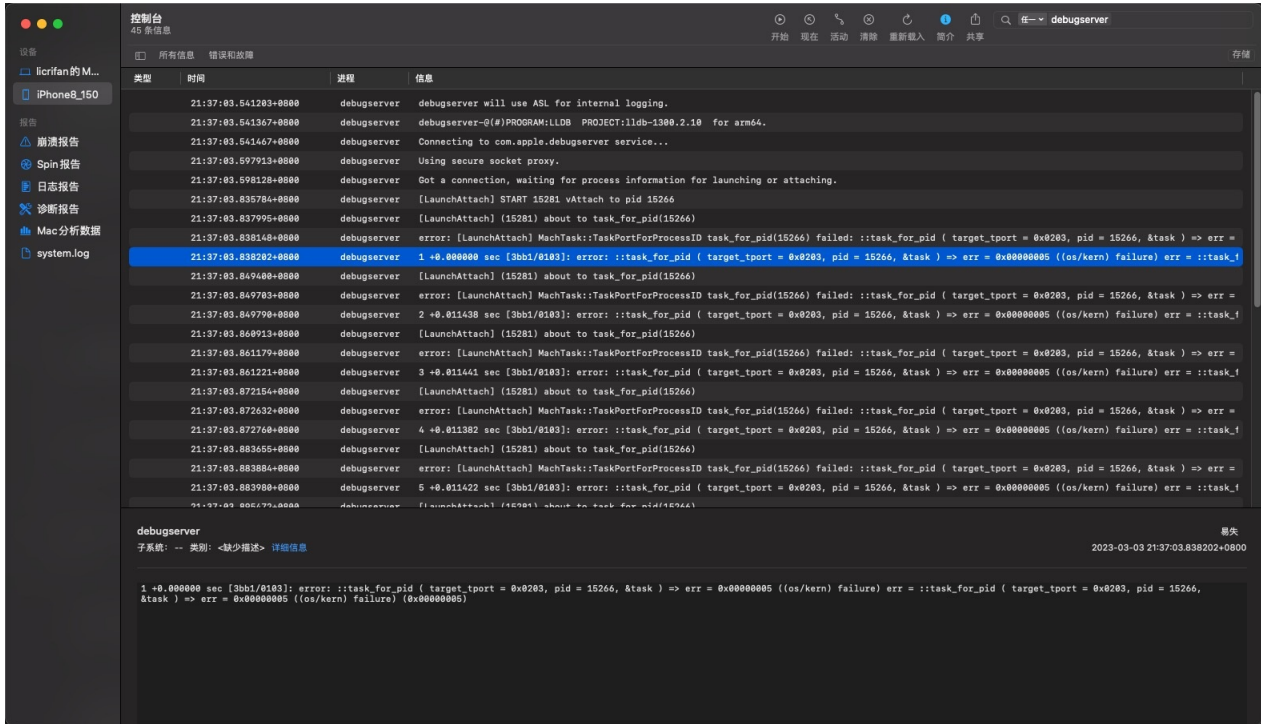 控制台
45 条信息
开始 现在 活动 清除 重新载入 简介 共享
任一 debugserver
所有信息 错误和故障 存储
设备
licrifan的 M...
iPhone8_150
报告
崩溃报告
Spin 报告
日志报告
诊断报告
Mac分析数据
system.log
类型 时间 进程 信息
21:37:03.541203+0800 debugserver debugserver will use ASL for internal logging.
21:37:03.541367+0800 debugserver debugserver-@(#)PROGRAM:LLDB PROJECT:lldb-1300.2.10 for arm64.
21:37:03.541467+0800 debugserver Connecting to com.apple.debugserver service...
21:37:03.597913+0800 debugserver Using secure socket proxy.
21:37:03.598128+0800 debugserver Got a connection, waiting for process information for launching or attaching.
21:37:03.835784+0800 debugserver [LaunchAttach] START 15281 vAttach to pid 15266
21:37:03.837995+0800 debugserver [LaunchAttach] (15281) about to task_for_pid(15266)
21:37:03.838148+0800 debugserver error: [LaunchAttach] MachTask::TaskPortForProcessID task_for_pid(15266) failed: ::task_for_pid ( target_tport = 0x0203, pid = 15266, &task ) => err =
21:37:03.838202+0800 debugserver 1 +0.000000 sec [3bb1/0103]: error: ::task_for_pid ( target_tport = 0x0203, pid = 15266, &task ) => err = 0x00000005 ((os/kern) failure) err = ::task_f
21:37:03.849400+0800 debugserver [LaunchAttach] (15281) about to task_for_pid(15266)
21:37:03.849703+0800 debugserver error: [LaunchAttach] MachTask::TaskPortForProcessID task_for_pid(15266) failed: ::task_for_pid ( target_tport = 0x0203, pid = 15266, &task ) => err =
21:37:03.849790+0800 debugserver 2 +0.011438 sec [3bb1/0103]: error: ::task_for_pid ( target_tport = 0x0203, pid = 15266, &task ) => err = 0x00000005 ((os/kern) failure) err = ::task_f
21:37:03.860913+0800 debugserver [LaunchAttach] (15281) about to task_for_pid(15266)
21:37:03.861179+0800 debugserver error: [LaunchAttach] MachTask::TaskPortForProcessID task_for_pid(15266) failed: ::task_for_pid ( target_tport = 0x0203, pid = 15266, &task ) => err =
21:37:03.861221+0800 debugserver 3 +0.011441 sec [3bb1/0103]: error: ::task_for_pid ( target_tport = 0x0203, pid = 15266, &task ) => err = 0x00000005 ((os/kern) failure) err = ::task_f
21:37:03.872154+0800 debugserver [LaunchAttach] (15281) about to task_for_pid(15266)
21:37:03.872632+0800 debugserver error: [LaunchAttach] MachTask::TaskPortForProcessID task_for_pid(15266) failed: ::task_for_pid ( target_tport = 0x0203, pid = 15266, &task ) => err =
21:37:03.872760+0800 debugserver 4 +0.011382 sec [3bb1/0103]: error: ::task_for_pid ( target_tport = 0x0203, pid = 15266, &task ) => err = 0x00000005 ((os/kern) failure) err = ::task_f
21:37:03.883655+0800 debugserver [LaunchAttach] (15281) about to task_for_pid(15266)
21:37:03.883884+0800 debugserver error: [LaunchAttach] MachTask::TaskPortForProcessID task_for_pid(15266) failed: ::task_for_pid ( target_tport = 0x0203, pid = 15266, &task ) => err =
21:37:03.883980+0800 debugserver 5 +0.011422 sec [3bb1/0103]: error: ::task_for_pid ( target_tport = 0x0203, pid = 15266, &task ) => err = 0x00000005 ((os/kern) failure) err = ::task_f
21:37:03.895472+0800 debugserver [LaunchAttach] (15281) about to task_for_pid(15266)
debugserver 易失
子系统: -- 类别: <缺少描述> 详细信息 2023-03-03 21:37:03.838202+0800
1 +0.000000 sec [3bb1/0103]: error: ::task_for_pid ( target_tport = 0x0203, pid = 15266, &task ) => err = 0x00000005 ((os/kern) failure) err = ::task_for_pid ( target_tport = 0x0203, pid = 15266,
&task ) => err = 0x00000005 ((os/kern) failure) (0x00000005)